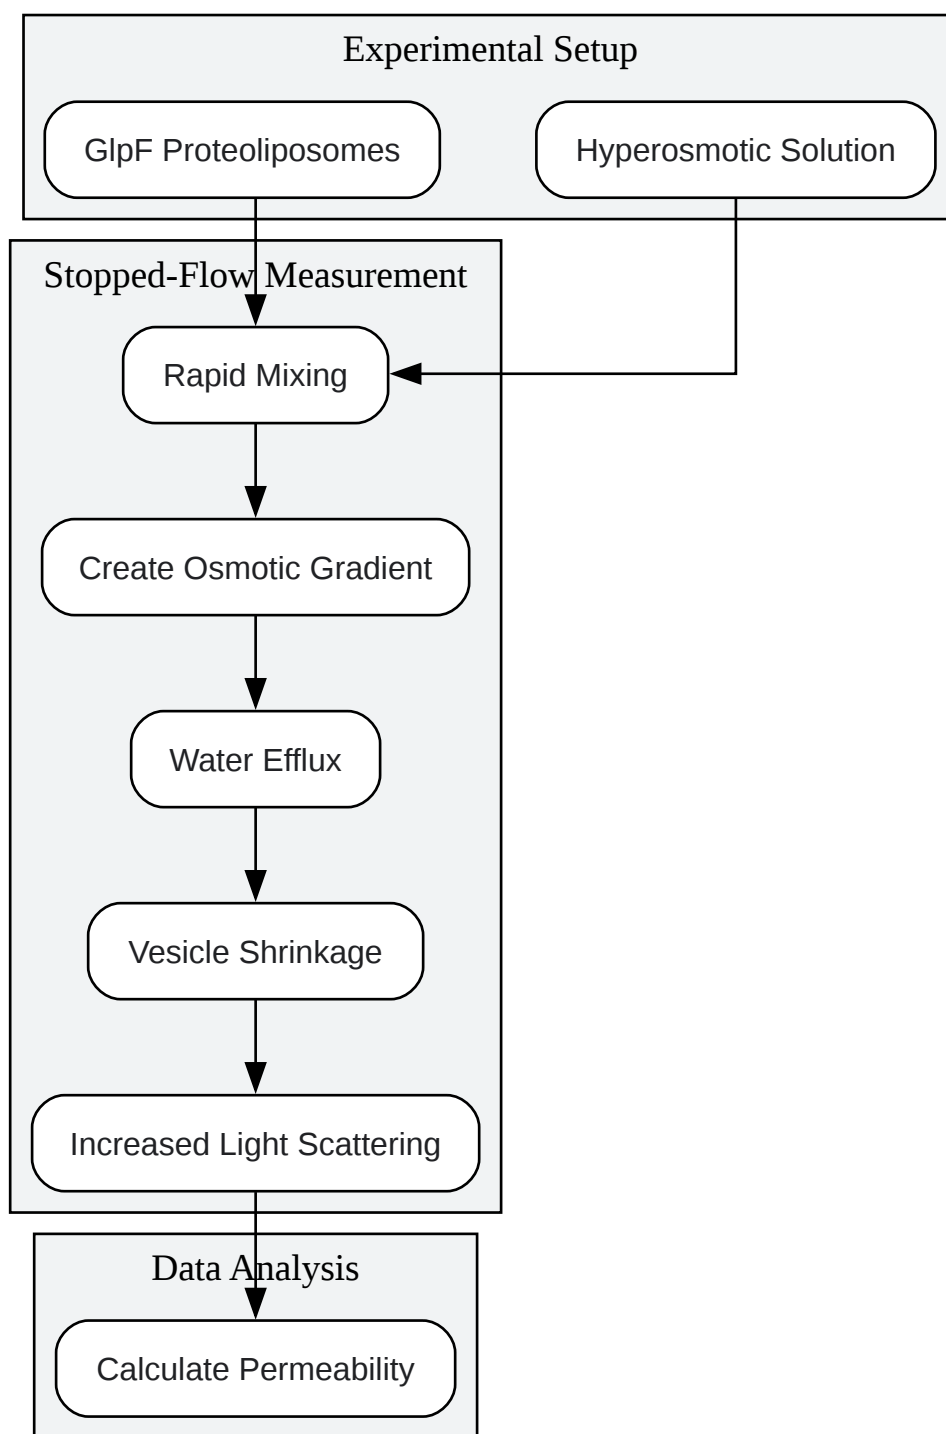 Experimental Setup
GlpF Proteoliposomes
Hyperosmotic Solution
Stopped-Flow Measurement
Rapid Mixing
Create Osmotic Gradient
Water Efflux
Vesicle Shrinkage
Increased Light Scattering
Data Analysis
Calculate Permeability